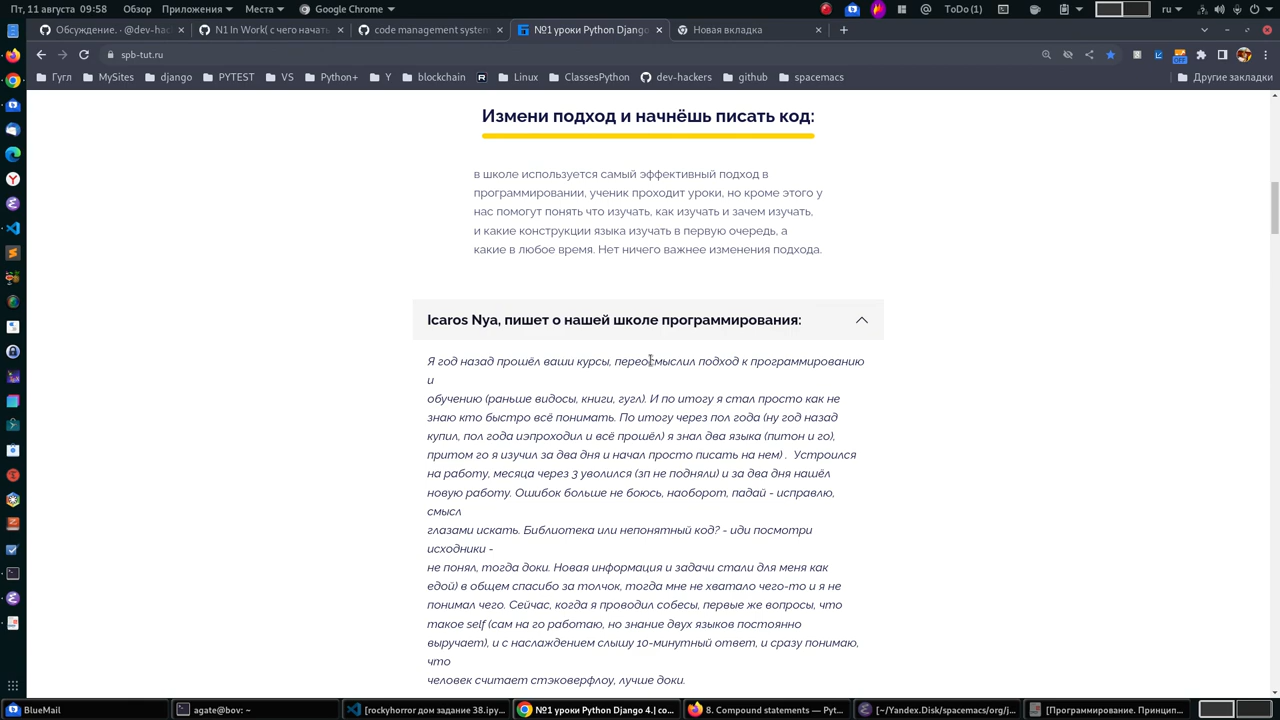 Пт, 11 августа 09:58
Обзор
Приложения
Места
Google Chrome
ToDo (1)
ru
Обсуждение. · @dev-hac
N1 In Work( с чего начать
code management system
№1 уроки Python Django
Новая вкладка
spb-tut.ru
OFF
Гугл
MySites
django
PYTEST
VS
Python+
Y
blockchain
Linux
ClassesPython
dev-hackers
github
spacemacs
Другие закладки
Измени подход и начнёшь писать код:
в школе используется самый эффективный подход в
программировании, ученик проходит уроки, но кроме этого у
нас помогут понять что изучать, как изучать и зачем изучать,
и какие конструкции языка изучать в первую очередь, а
какие в любое время. Нет ничего важнее изменения подхода.
Icaros Nya, пишет о нашей школе программирования:
Я год назад прошёл ваши курсы, переосмыслил подход к программированию
и
обучению (раньше видосы, книги, гугл). И по итогу я стал просто как не
знаю кто быстро всё понимать. По итогу через пол года (ну год назад
купил, пол года иэпроходил и всё прошёл) я знал два языка (питон и го),
притом го я изучил за два дня и начал просто писать на нем) .  Устроился
на работу, месяца через 3 уволился (зп не подняли) и за два дня нашёл
новую работу. Ошибок больше не боюсь, наоборот, падай - исправлю,
смысл
глазами искать. Библиотека или непонятный код? - иди посмотри
исходники -
не понял, тогда доки. Новая информация и задачи стали для меня как
едой) в общем спасибо за толчок, тогда мне не хватало чего-то и я не
понимал чего. Сейчас, когда я проводил собесы, первые же вопросы, что
такое self (сам на го работаю, но знание двух языков постоянно
выручает), и с наслаждением слышу 10-минутный ответ, и сразу понимаю,
что
человек считает стэковерфлоу, лучше доки.
BlueMail
agate@bov: ~
[rockyhorror дом задание 38.ipy...
№1 уроки Python Django 4.| co...
8. Compound statements — Pyt...
[~/Yandex.Disk/spacemacs/org/j...
[Программирование. Принцип...